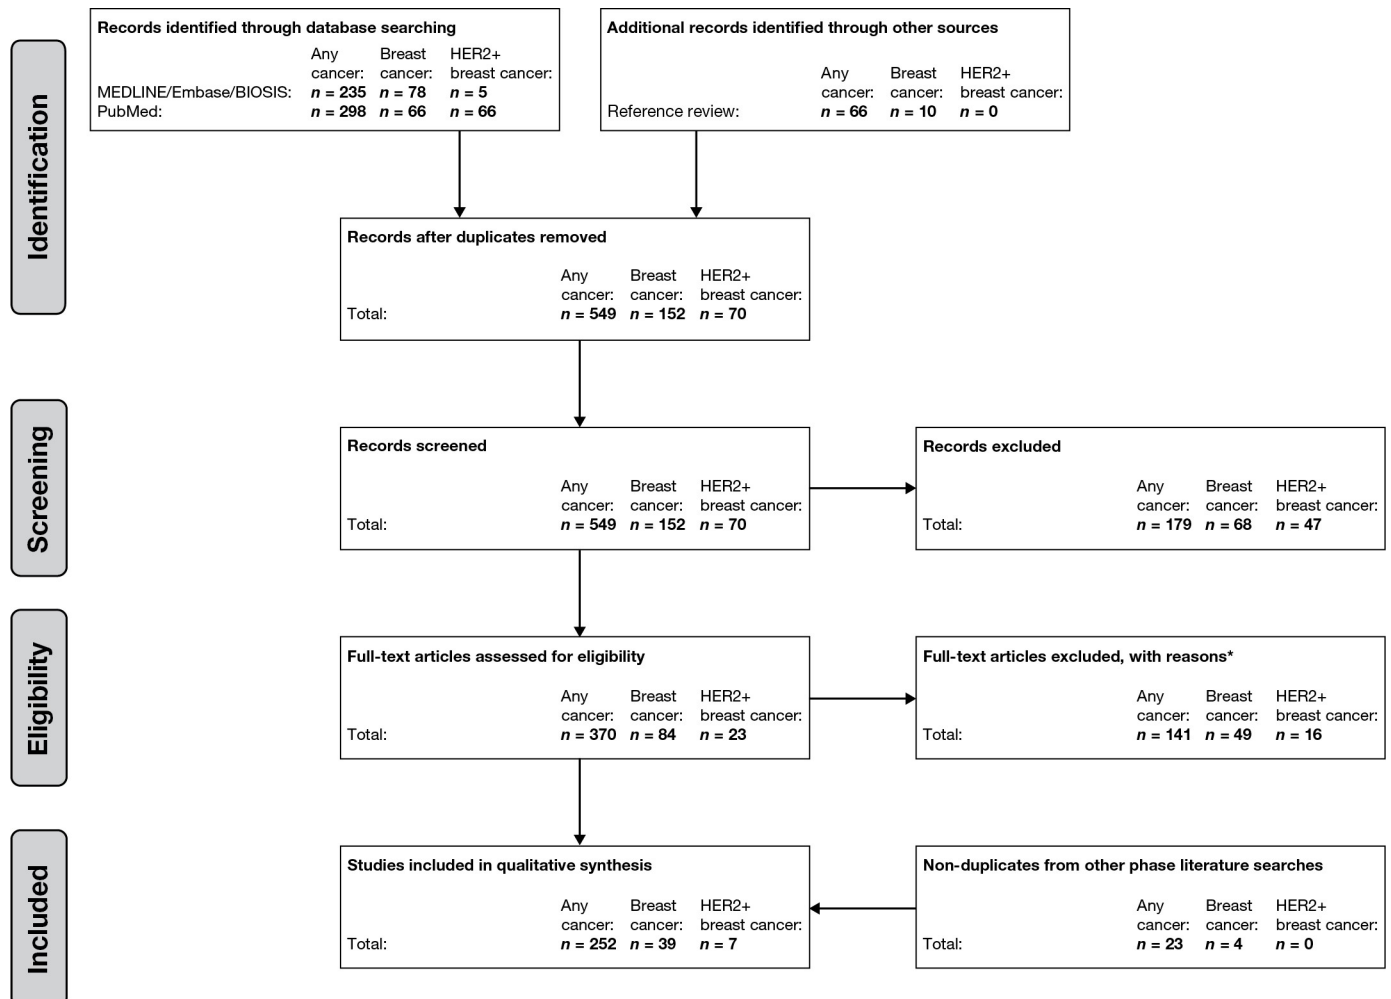 Identification
Records identified through database searching
Any Breast HER2+
cancer: cancer: breast cancer:
MEDLINE/Embase/BIOSIS: n = 235 n = 78 n = 5
PubMed: n = 298 n = 66 n = 66
Additional records identified through other sources
Any Breast HER2+
cancer: cancer: breast cancer:
Reference review: n = 66 n = 10 n = 0
Records after duplicates removed
Any Breast HER2+
cancer: cancer: breast cancer:
Total: n = 549 n = 152 n = 70
Screening
Records screened
Any Breast HER2+
cancer: cancer: breast cancer:
Total: n = 549 n = 152 n = 70
Records excluded
Any Breast HER2+
cancer: cancer: breast cancer:
Total: n = 179 n = 68 n = 47
Eligibility
Full-text articles assessed for eligibility
Any Breast HER2+
cancer: cancer: breast cancer:
Total: n = 370 n = 84 n = 23
Full-text articles excluded, with reasons*
Any Breast HER2+
cancer: cancer: breast cancer:
Total: n = 141 n = 49 n = 16
Included
Studies included in qualitative synthesis
Any Breast HER2+
cancer: cancer: breast cancer:
Total: n = 252 n = 39 n = 7
Non-duplicates from other phase literature searches
Any Breast HER2+
cancer: cancer: breast cancer:
Total: n = 23 n = 4 n = 0